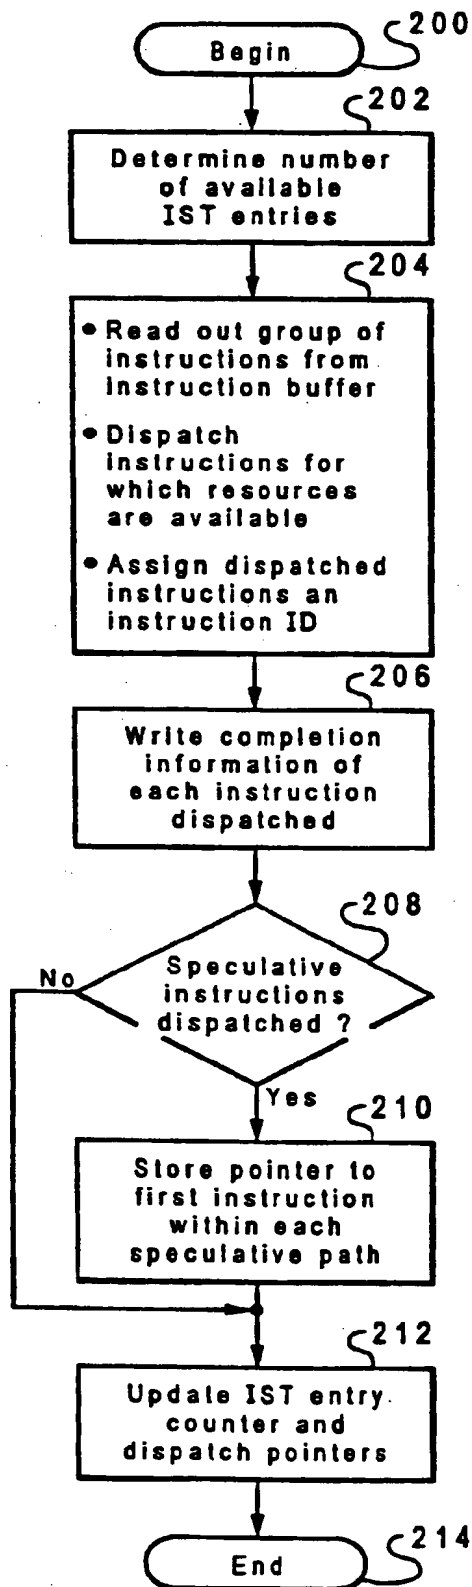 200
Begin
202
Determine number
of available
IST entries
204
• Read out group of
instructions from
instruction buffer
• Dispatch
instructions for
which resources
are available
• Assign dispatched
instructions an
instruction ID
206
Write completion
information of
each instruction
dispatched
208
No
Speculative
instructions
dispatched ?
Yes
210
Store pointer to
first instruction
within each
speculative path
212
Update IST entry
counter and
dispatch pointers
214
End